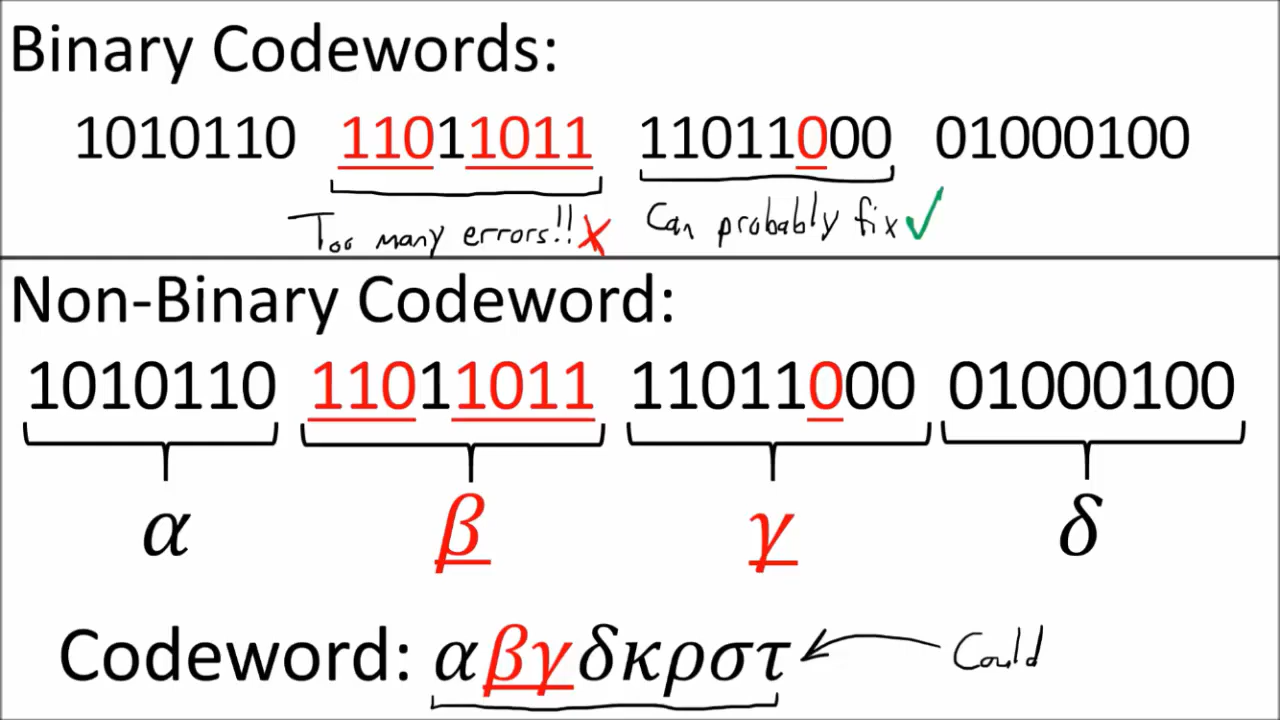 Binary Codewords:
1010110 11011011 11011000 01000100
Too many errors!! Can probably fix
Non-Binary Codeword:
1010110 11011011 11011000 01000100
α β γ δ
Codeword: αβγδκρστ Could